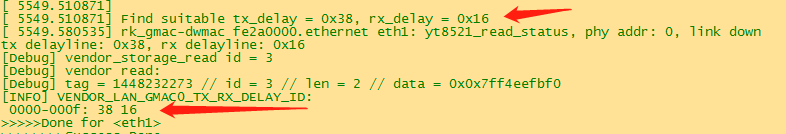 [ 5549.510871]
[ 5549.510871] Find suitable tx_delay = 0x38, rx_delay = 0x16
[ 5549.580535] rk_gmac-dwmac fe2a0000.ethernet eth1: yt8521_read_status, phy addr: 0, link down
tx delayline: 0x38, rx delayline: 0x16
[Debug] vendor_storage_read id = 3
[Debug] vendor read:
[Debug] tag = 1448232273 // id = 3 // len = 2 // data = 0x0x7ff4eefbf0
[INFO] VENDOR_LAN_GMAC0_TX_RX_DELAY_ID:
0000-000f: 38 16
>>>>>Done for <eth1>